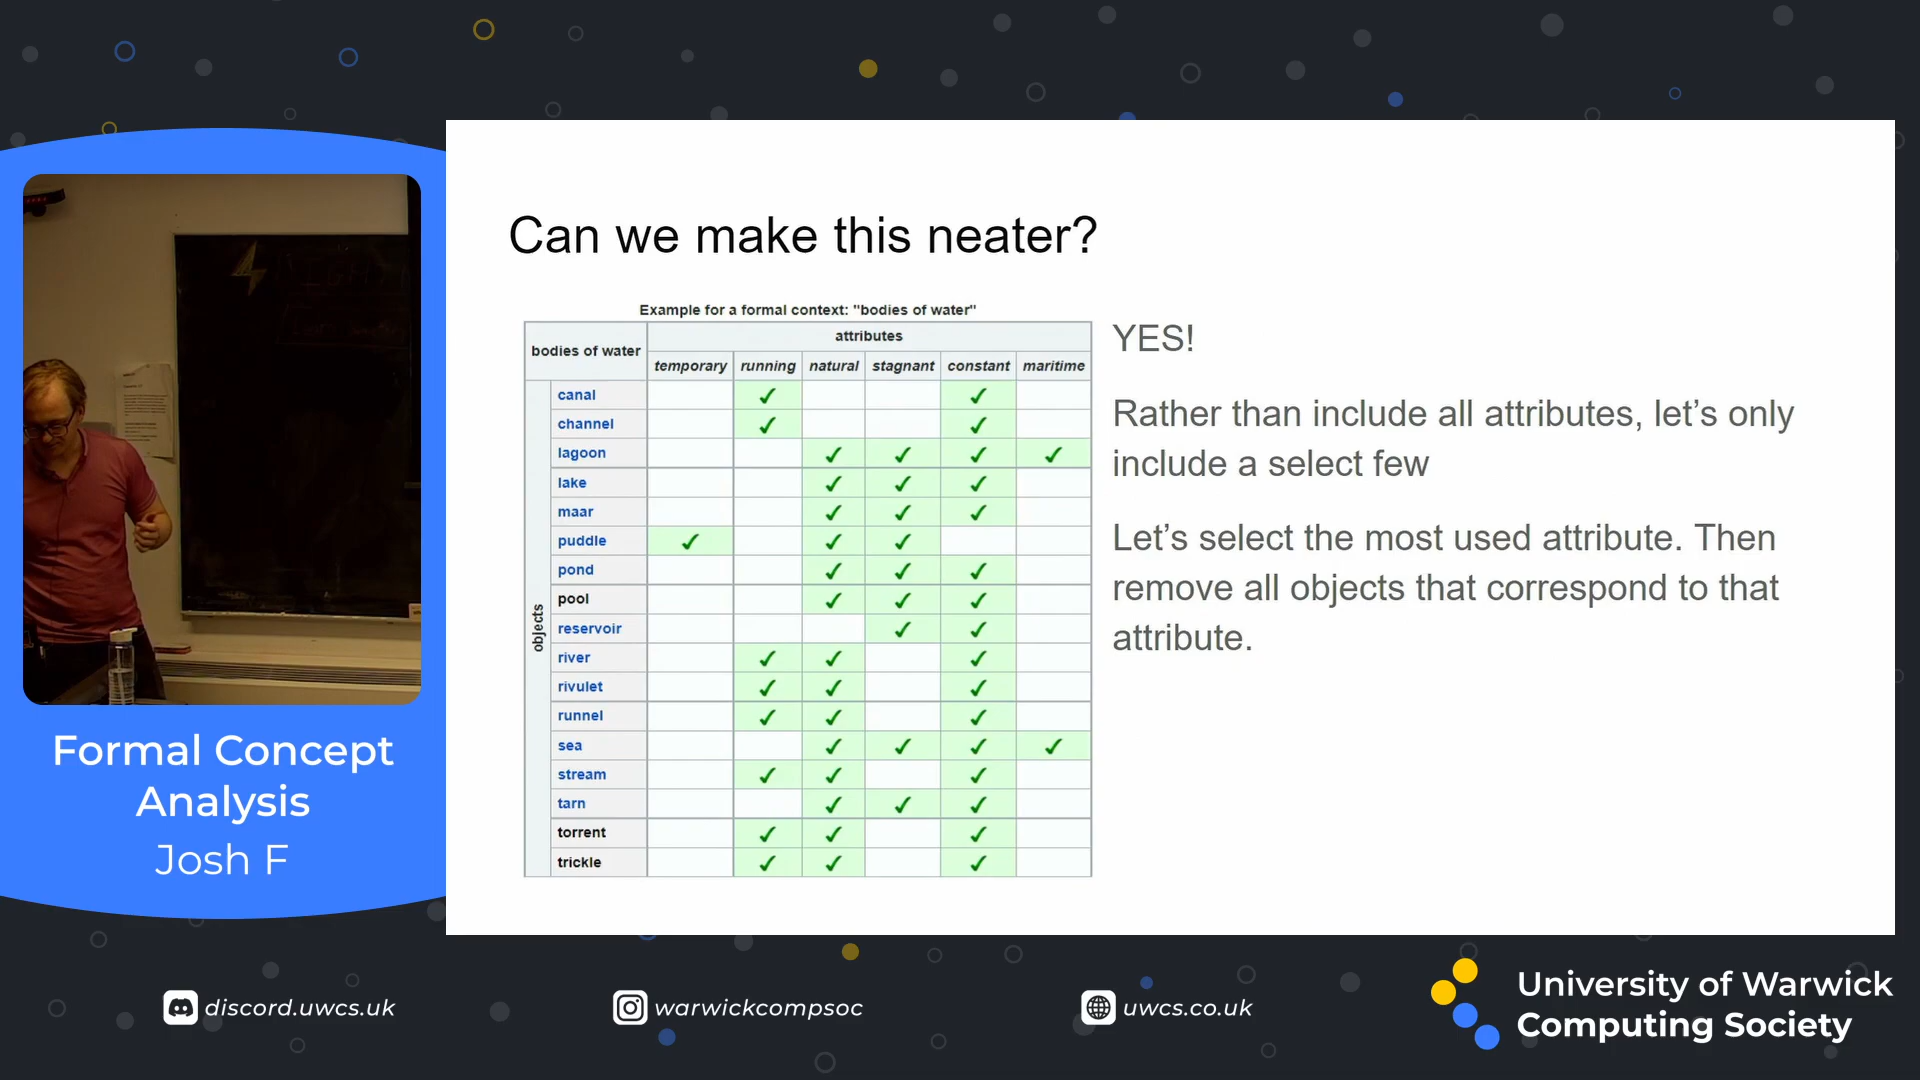 Can we make this neater?
Example for a formal context: "bodies of water"
bodies of water
attributes
temporary running natural stagnant constant maritime
objects
canal ✓ ✓
channel ✓ ✓
lagoon ✓ ✓ ✓ ✓
lake ✓ ✓ ✓
maar ✓ ✓ ✓
puddle ✓ ✓ ✓
pond ✓ ✓ ✓
pool ✓ ✓ ✓
reservoir ✓ ✓
river ✓ ✓ ✓
rivulet ✓ ✓ ✓
runnel ✓ ✓ ✓
sea ✓ ✓ ✓ ✓
stream ✓ ✓ ✓
tarn ✓ ✓ ✓
torrent ✓ ✓ ✓
trickle ✓ ✓ ✓
YES!
Rather than include all attributes, let’s only
include a select few
Let’s select the most used attribute. Then
remove all objects that correspond to that
attribute.
Formal Concept
Analysis
Josh F
discord.uwcs.uk
warwickcompsoc
uwcs.co.uk
University of Warwick
Computing Society